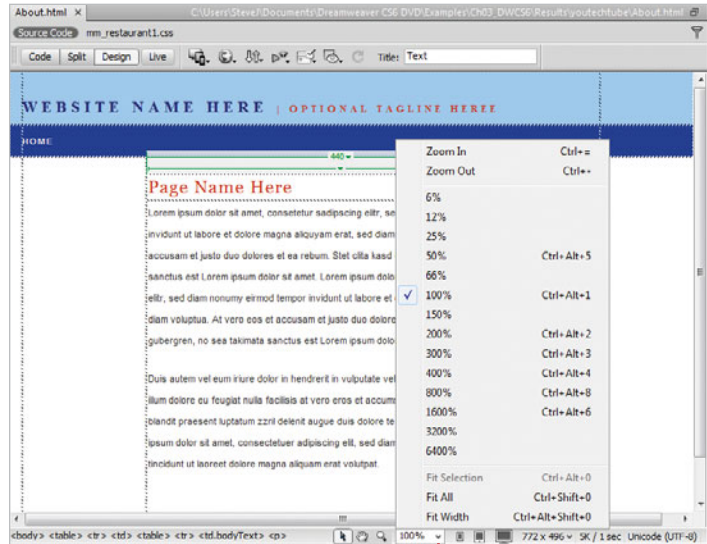 About.html × C:\Users\SteveJ\Documents\Dreamweaver CS6 DVD\Examples\Ch03_DWCS6\Results\youtechtube\About.html
Source Code mm_restaurant1.css
Code Split Design Live Title: Text
WEBSITE NAME HERE | OPTIONAL TAGLINE HEREE
HOME
440
Page Name Here
Lorem ipsum dolor sit amet, consetetur sadipscing elitr, se
invidunt ut labore et dolore magna aliquyam erat, sed diam
accusam et justo duo dolores et ea rebum. Stet clita kasd
sanctus est Lorem ipsum dolor sit amet. Lorem ipsum dolo
elitr, sed diam nonumy eirmod tempor invidunt ut labore et
diam voluptua. At vero eos et accusam et justo duo dolore
gubergren, no sea takimata sanctus est Lorem ipsum dolo
Duis autem vel eum iriure dolor in hendrerit in vulputate vel
illum dolore eu feugiat nulla facilisis at vero eros et accums
blandit praesent luptatum zzril delenit augue duis dolore te
ipsum dolor sit amet, consectetuer adipiscing elit, sed diam
tincidunt ut laoreet dolore magna aliquam erat volutpat.
Zoom In Ctrl+=
Zoom Out Ctrl+-
6%
12%
25%
50% Ctrl+Alt+5
66%
100% Ctrl+Alt+1
150%
200% Ctrl+Alt+2
300% Ctrl+Alt+3
400% Ctrl+Alt+4
800% Ctrl+Alt+8
1600% Ctrl+Alt+6
3200%
6400%
Fit Selection Ctrl+Alt+0
Fit All Ctrl+Shift+0
Fit Width Ctrl+Alt+Shift+0
<body> <table> <tr> <td> <table> <tr> <td.bodyText> <p> 100% 772 x 496 5K / 1 sec Unicode (UTF-8)